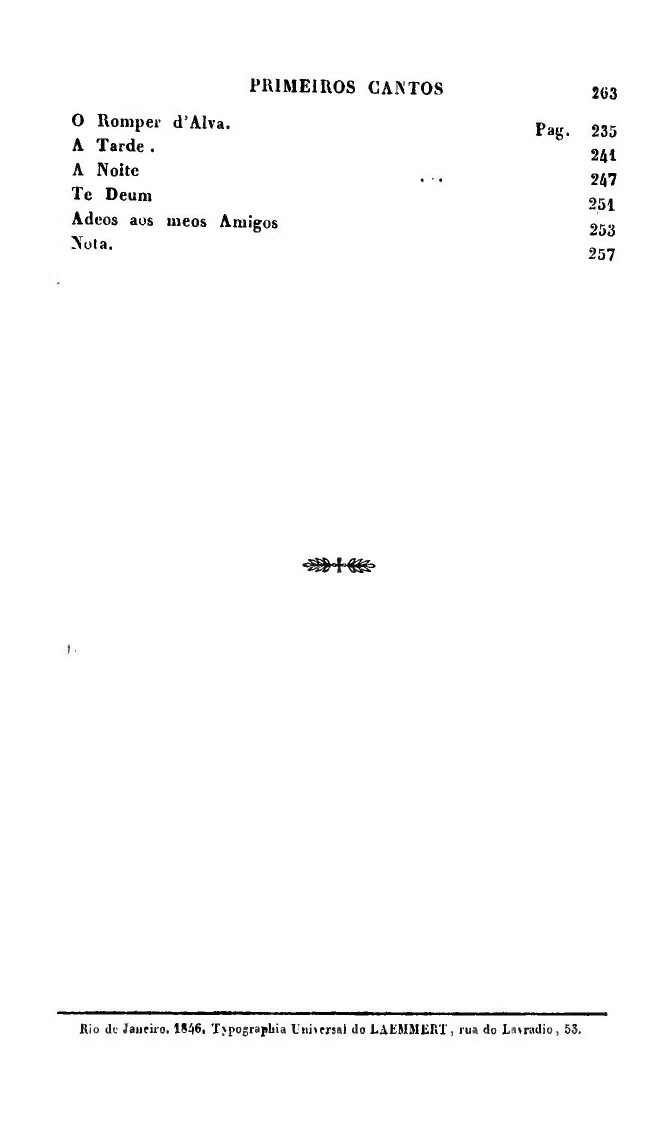 PRIMEIROS CANTOS 263
O Romper d'Alva. Pag. 235
A Tarde . 241
A Noite . . . 247
Te Deum 251
Adeos aos meos Amigos 253
Nota. 257
Rio de Janeiro. 1846. Typographia Universal do LAEMMERT, rua do Lavradio, 53.